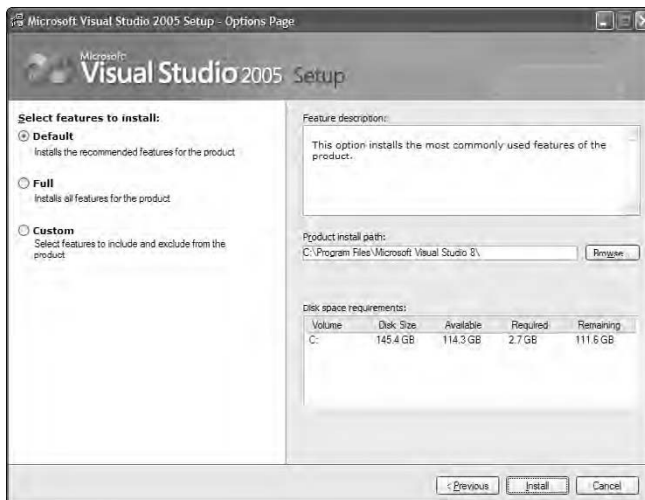 Microsoft Visual Studio 2005 Setup - Options Page
Microsoft
Visual Studio 2005 Setup
Select features to install:
Default
Installs the recommended features for the product
Full
Installs all features for the product
Custom
Select features to include and exclude from the
product
Feature description:
This option installs the most commonly used features of the
product.
Product install path:
C:\Program Files\Microsoft Visual Studio 8\
Browse...
Disk space requirements:
Volume Disk Size Available Required Remaining
C: 145.4 GB 114.3 GB 2.7 GB 111.6 GB
< Previous Install Cancel